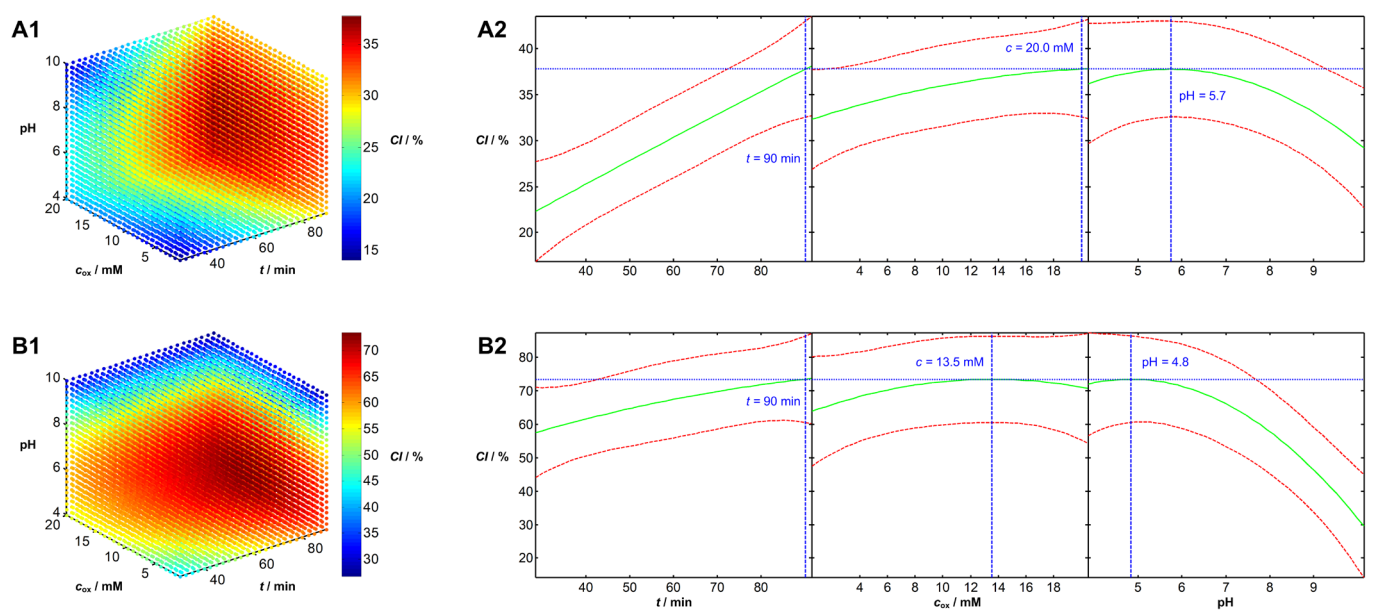 A1
10
8
pH
6
4
20
15
10
5
c_ox / mM
40
60
80
t / min
35
30
25
20
15
CI / %
A2
40
35
30
25
20
CI / %
t = 90 min
c = 20.0 mM
pH = 5.7
40 50 60 70 80
4 6 8 10 12 14 16 18
5 6 7 8 9
B1
10
8
pH
6
4
20
15
10
5
c_ox / mM
40
60
80
t / min
70
65
60
55
50
45
40
35
30
CI / %
B2
80
70
60
50
40
30
20
CI / %
t = 90 min
c = 13.5 mM
pH = 4.8
40 50 60 70 80
4 6 8 10 12 14 16 18
5 6 7 8 9
t / min
c_ox / mM
pH